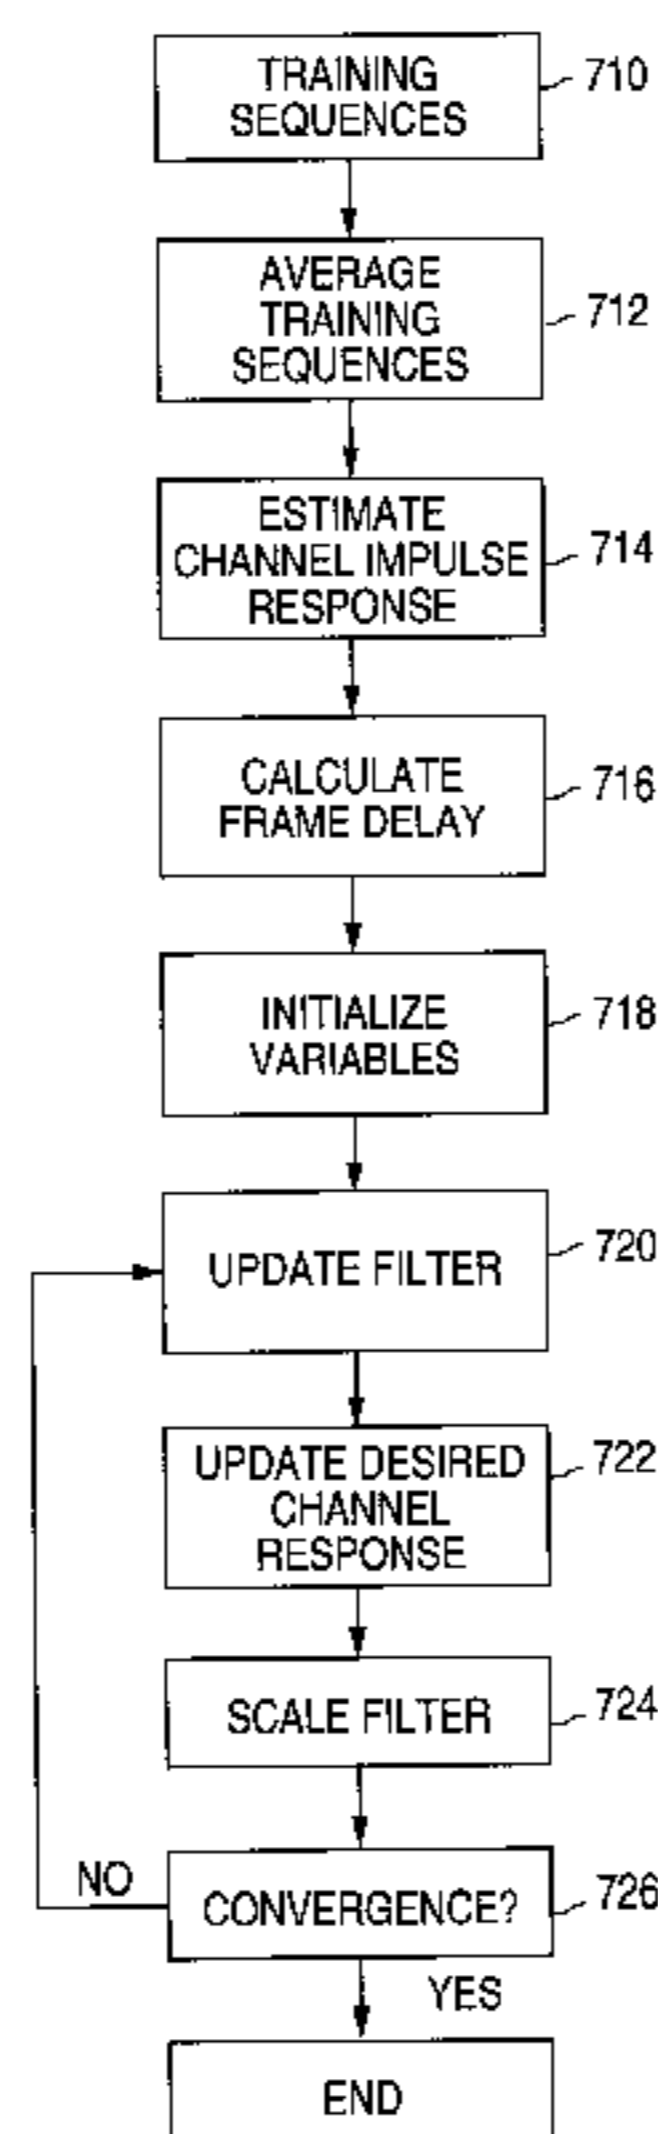 TRAINING
SEQUENCES
710
AVERAGE
TRAINING
SEQUENCES
712
ESTIMATE
CHANNEL IMPULSE
RESPONSE
714
CALCULATE
FRAME DELAY
716
INITIALIZE
VARIABLES
718
UPDATE FILTER
720
UPDATE DESIRED
CHANNEL
RESPONSE
722
SCALE FILTER
724
CONVERGENCE?
726
NO
YES
END